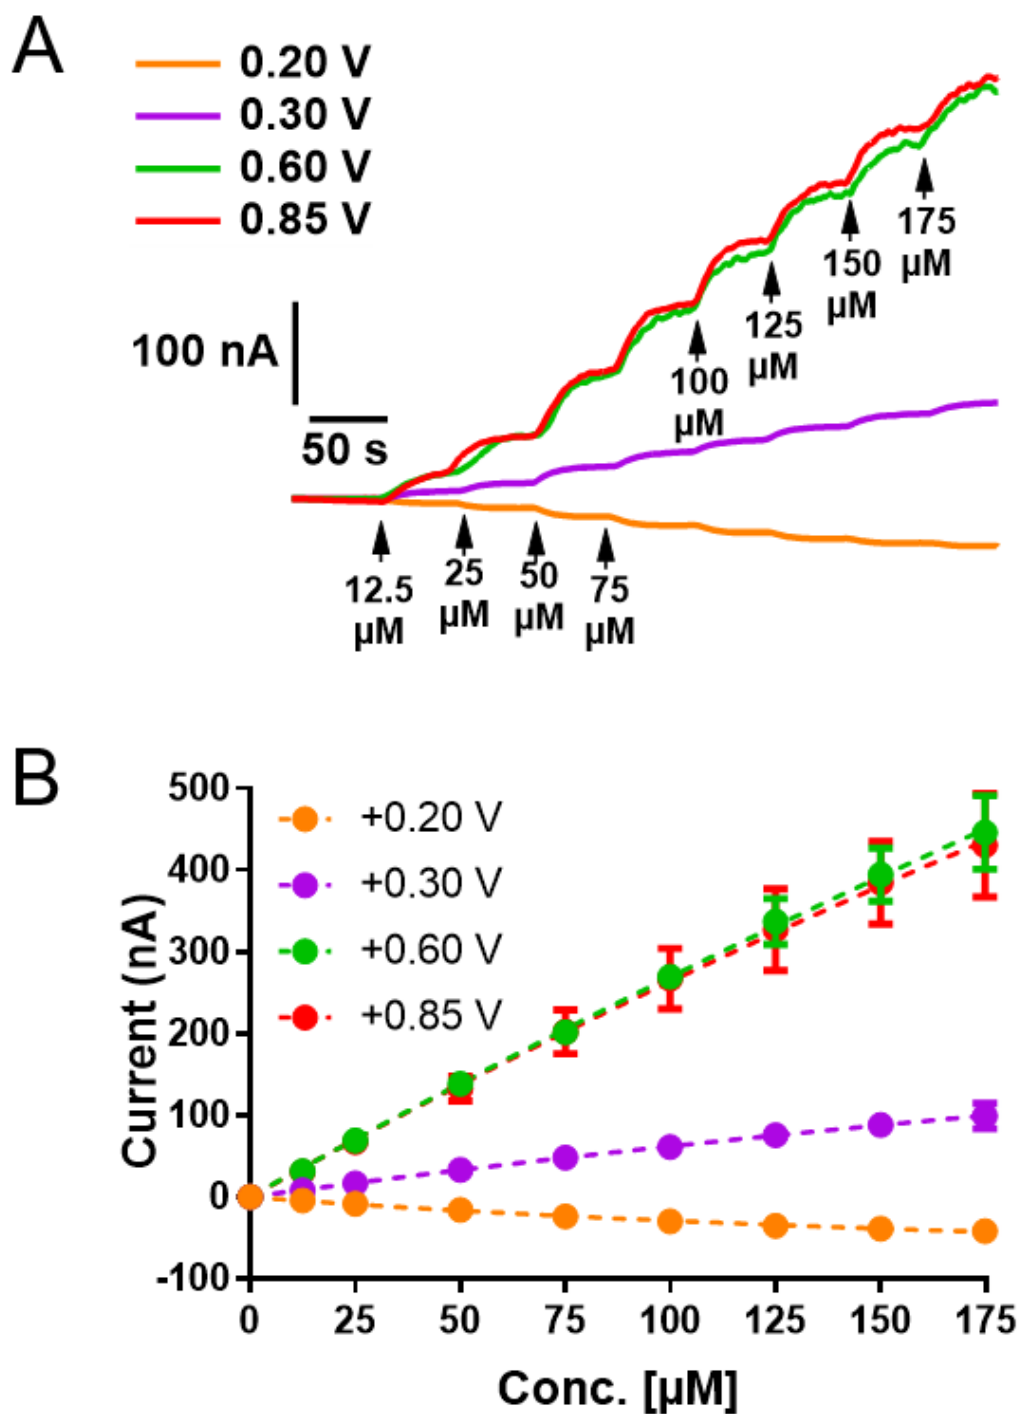 A
0.20 V
0.30 V
0.60 V
0.85 V
100 nA
50 s
12.5
µM
25
µM
50
µM
75
µM
100
µM
125
µM
150
µM
175
µM
B
500
400
300
200
100
0
-100
Current (nA)
+0.20 V
+0.30 V
+0.60 V
+0.85 V
0
25
50
75
100
125
150
175
Conc. [µM]